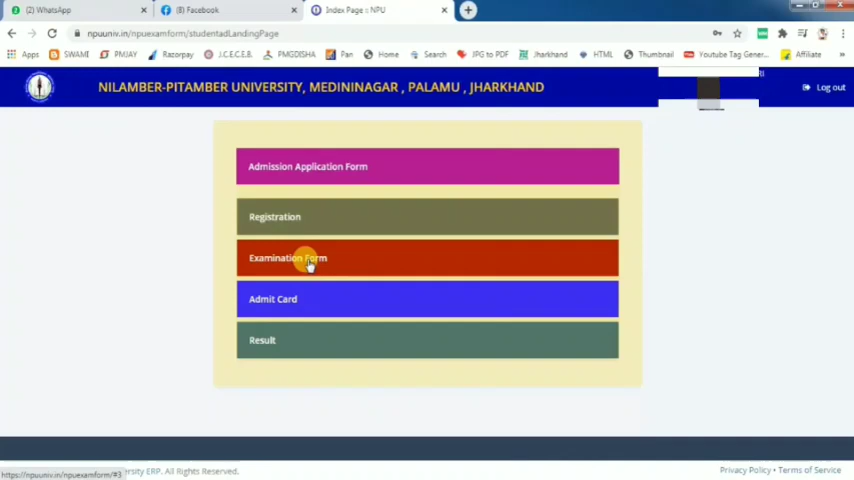 (2) WhatsApp
(8) Facebook
Index Page :: NPU
npuuniv.in/npuexamform/studentadLandingPage
Apps SWAMI PMJAY Razorpay J.C.E.C.E.B. PMGDISHA Pan Home Search JPG to PDF Jharkhand HTML Thumbnail Youtube Tag Gener... Affiliate »
NILAMBER-PITAMBER UNIVERSITY, MEDININAGAR , PALAMU , JHARKHAND
Log out
Admission Application Form
Registration
Examination Form
Admit Card
Result
https://npuuniv.in/npuexamform/#3
ersity ERP. All Rights Reserved.
Privacy Policy • Terms of Service